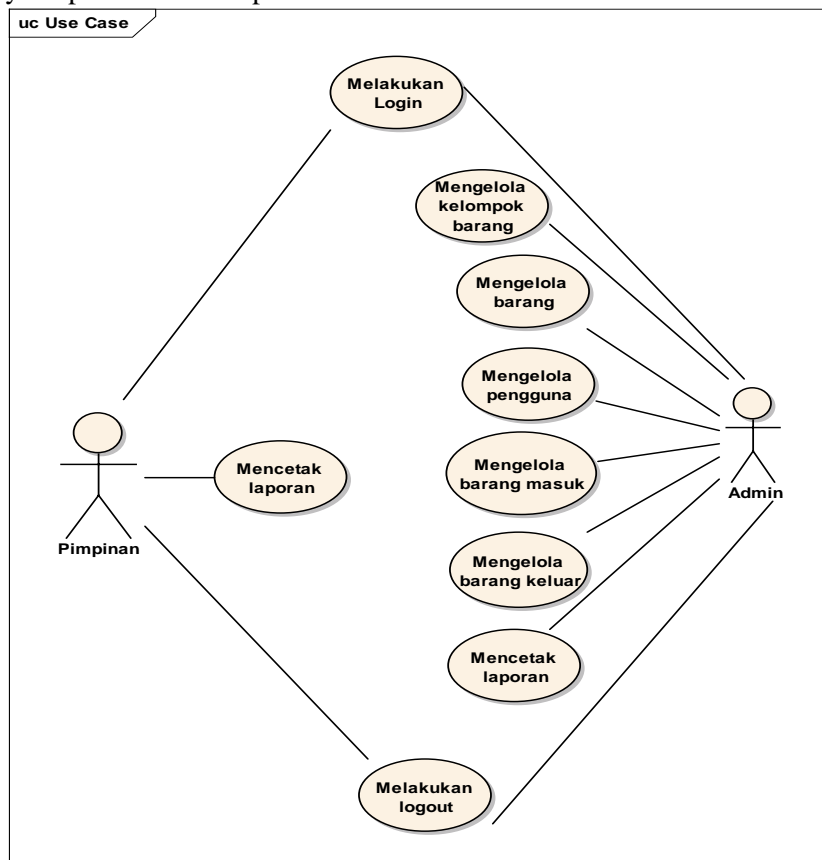 uc Use Case
Melakukan
Login
Mengelola
kelompok
barang
Mengelola
barang
Mengelola
pengguna
Mencetak
laporan
Mengelola
barang masuk
Admin
Pimpinan
Mengelola
barang keluar
Mencetak
laporan
Melakukan
logout